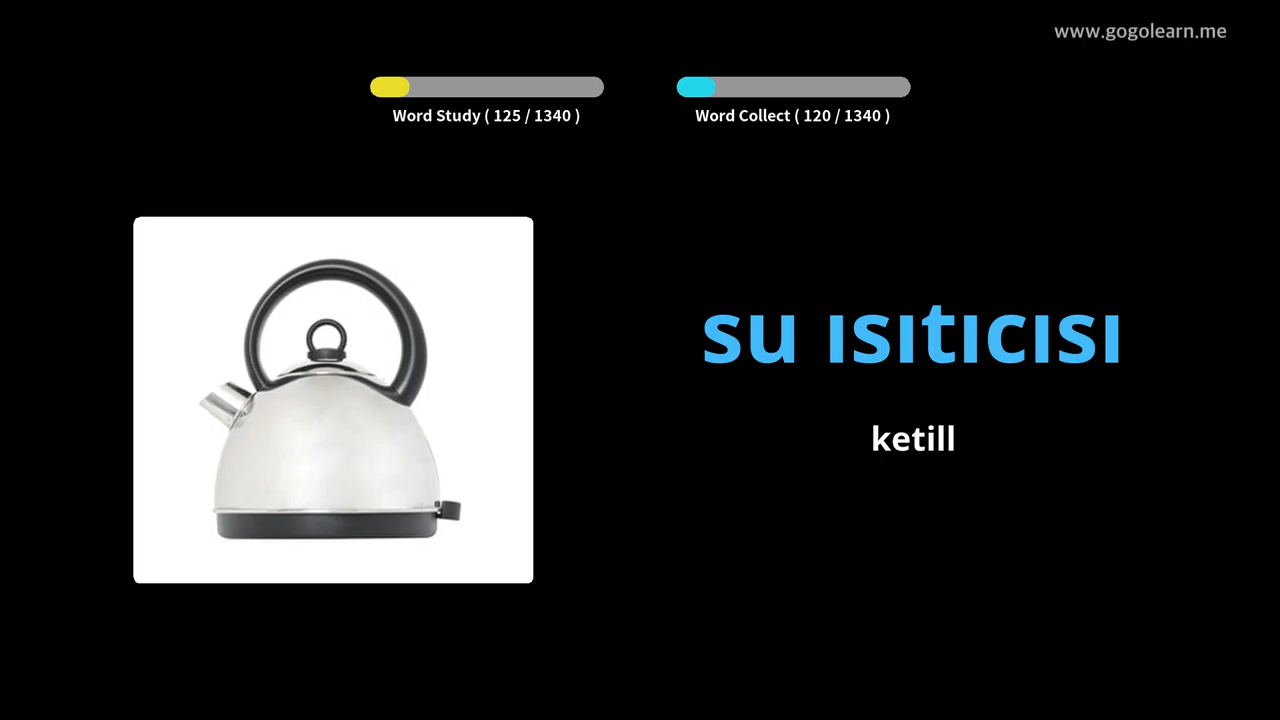 www.gogolearn.me
Word Study ( 125 / 1340 )
Word Collect ( 120 / 1340 )
su ısıtıcısı
ketill